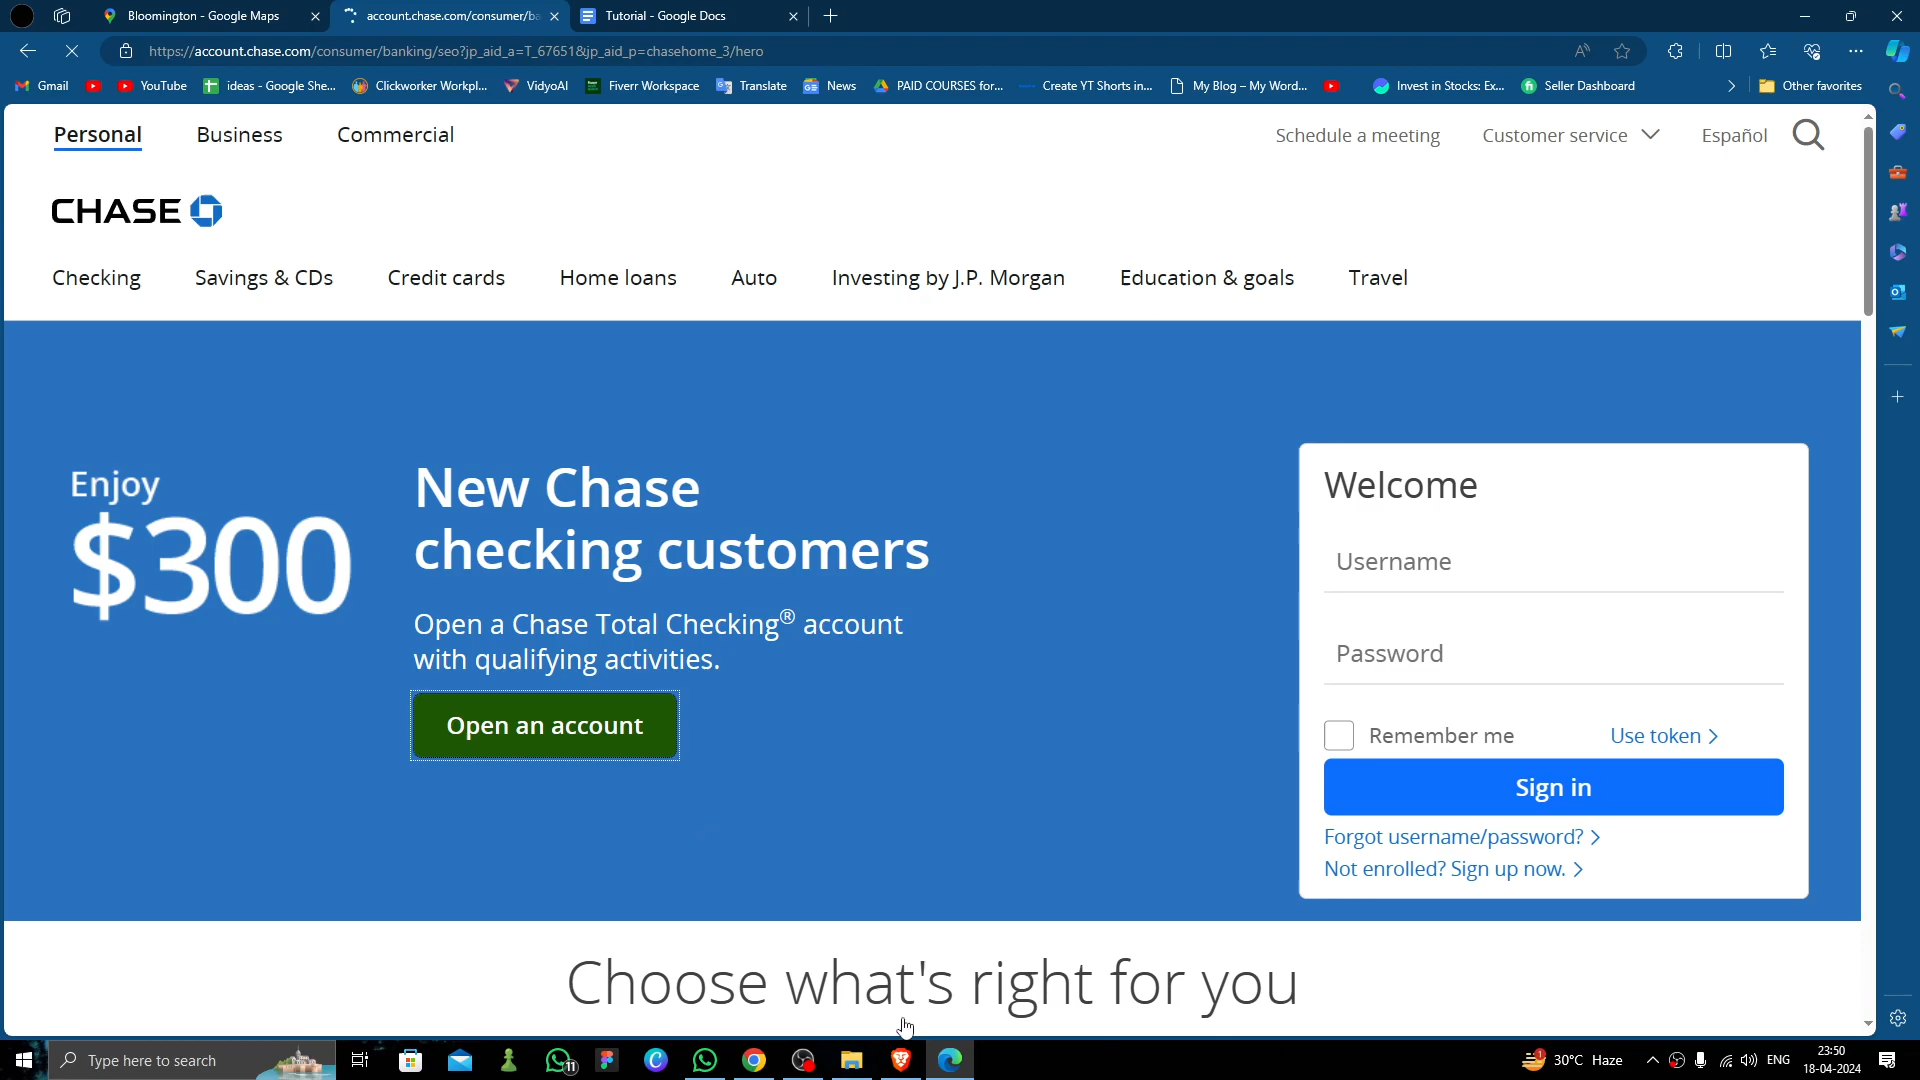 Bloomington - Google Maps
account.chase.com/consumer/ba
Tutorial - Google Docs
https://account.chase.com/consumer/banking/seo?jp_aid_a=T_67651&jp_aid_p=chasehome_3/hero
Gmail
YouTube
ideas - Google She...
Clickworker Workpl...
VidyoAI
Fiverr Workspace
Translate
News
PAID COURSES for...
Create YT Shorts in...
My Blog – My Word...
Invest in Stocks: Ex...
Seller Dashboard
Other favorites
Personal
Business
Commercial
Schedule a meeting
Customer service
Español
CHASE
Checking
Savings & CDs
Credit cards
Home loans
Auto
Investing by J.P. Morgan
Education & goals
Travel
Enjoy
$300
New Chase
checking customers
Open a Chase Total Checking® account
with qualifying activities.
Open an account
Welcome
Username
Password
Remember me
Use token
Sign in
Forgot username/password?
Not enrolled? Sign up now.
Choose what's right for you
Type here to search
11
1
30°C Haze
ENG
23:50
18-04-2024